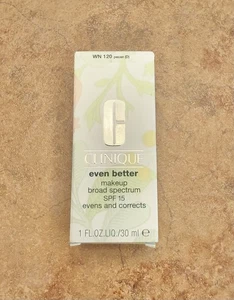 WN 120 pecan (D)
CLINIQUE
even better
makeup
broad spectrum
SPF 15
evens and corrects
1 FL.OZ.LIQ./30 ml ℮